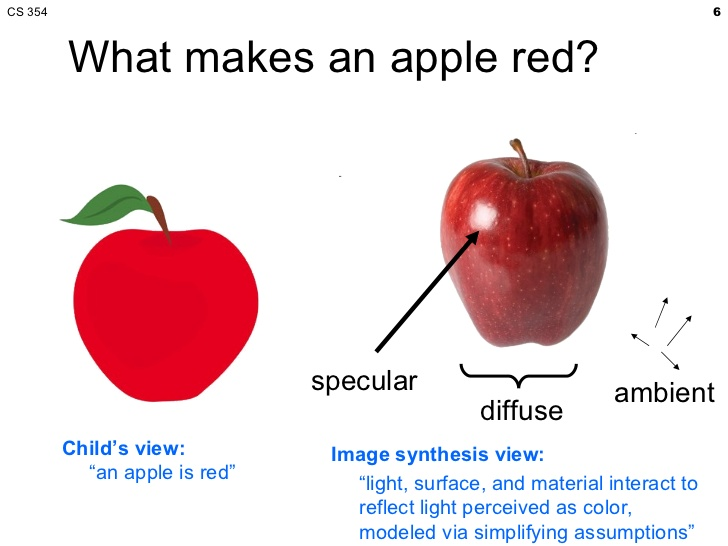 CS 354
6
What makes an apple red?
specular
diffuse
ambient
Child’s view:
“an apple is red”
Image synthesis view:
“light, surface, and material interact to
reflect light perceived as color,
modeled via simplifying assumptions”